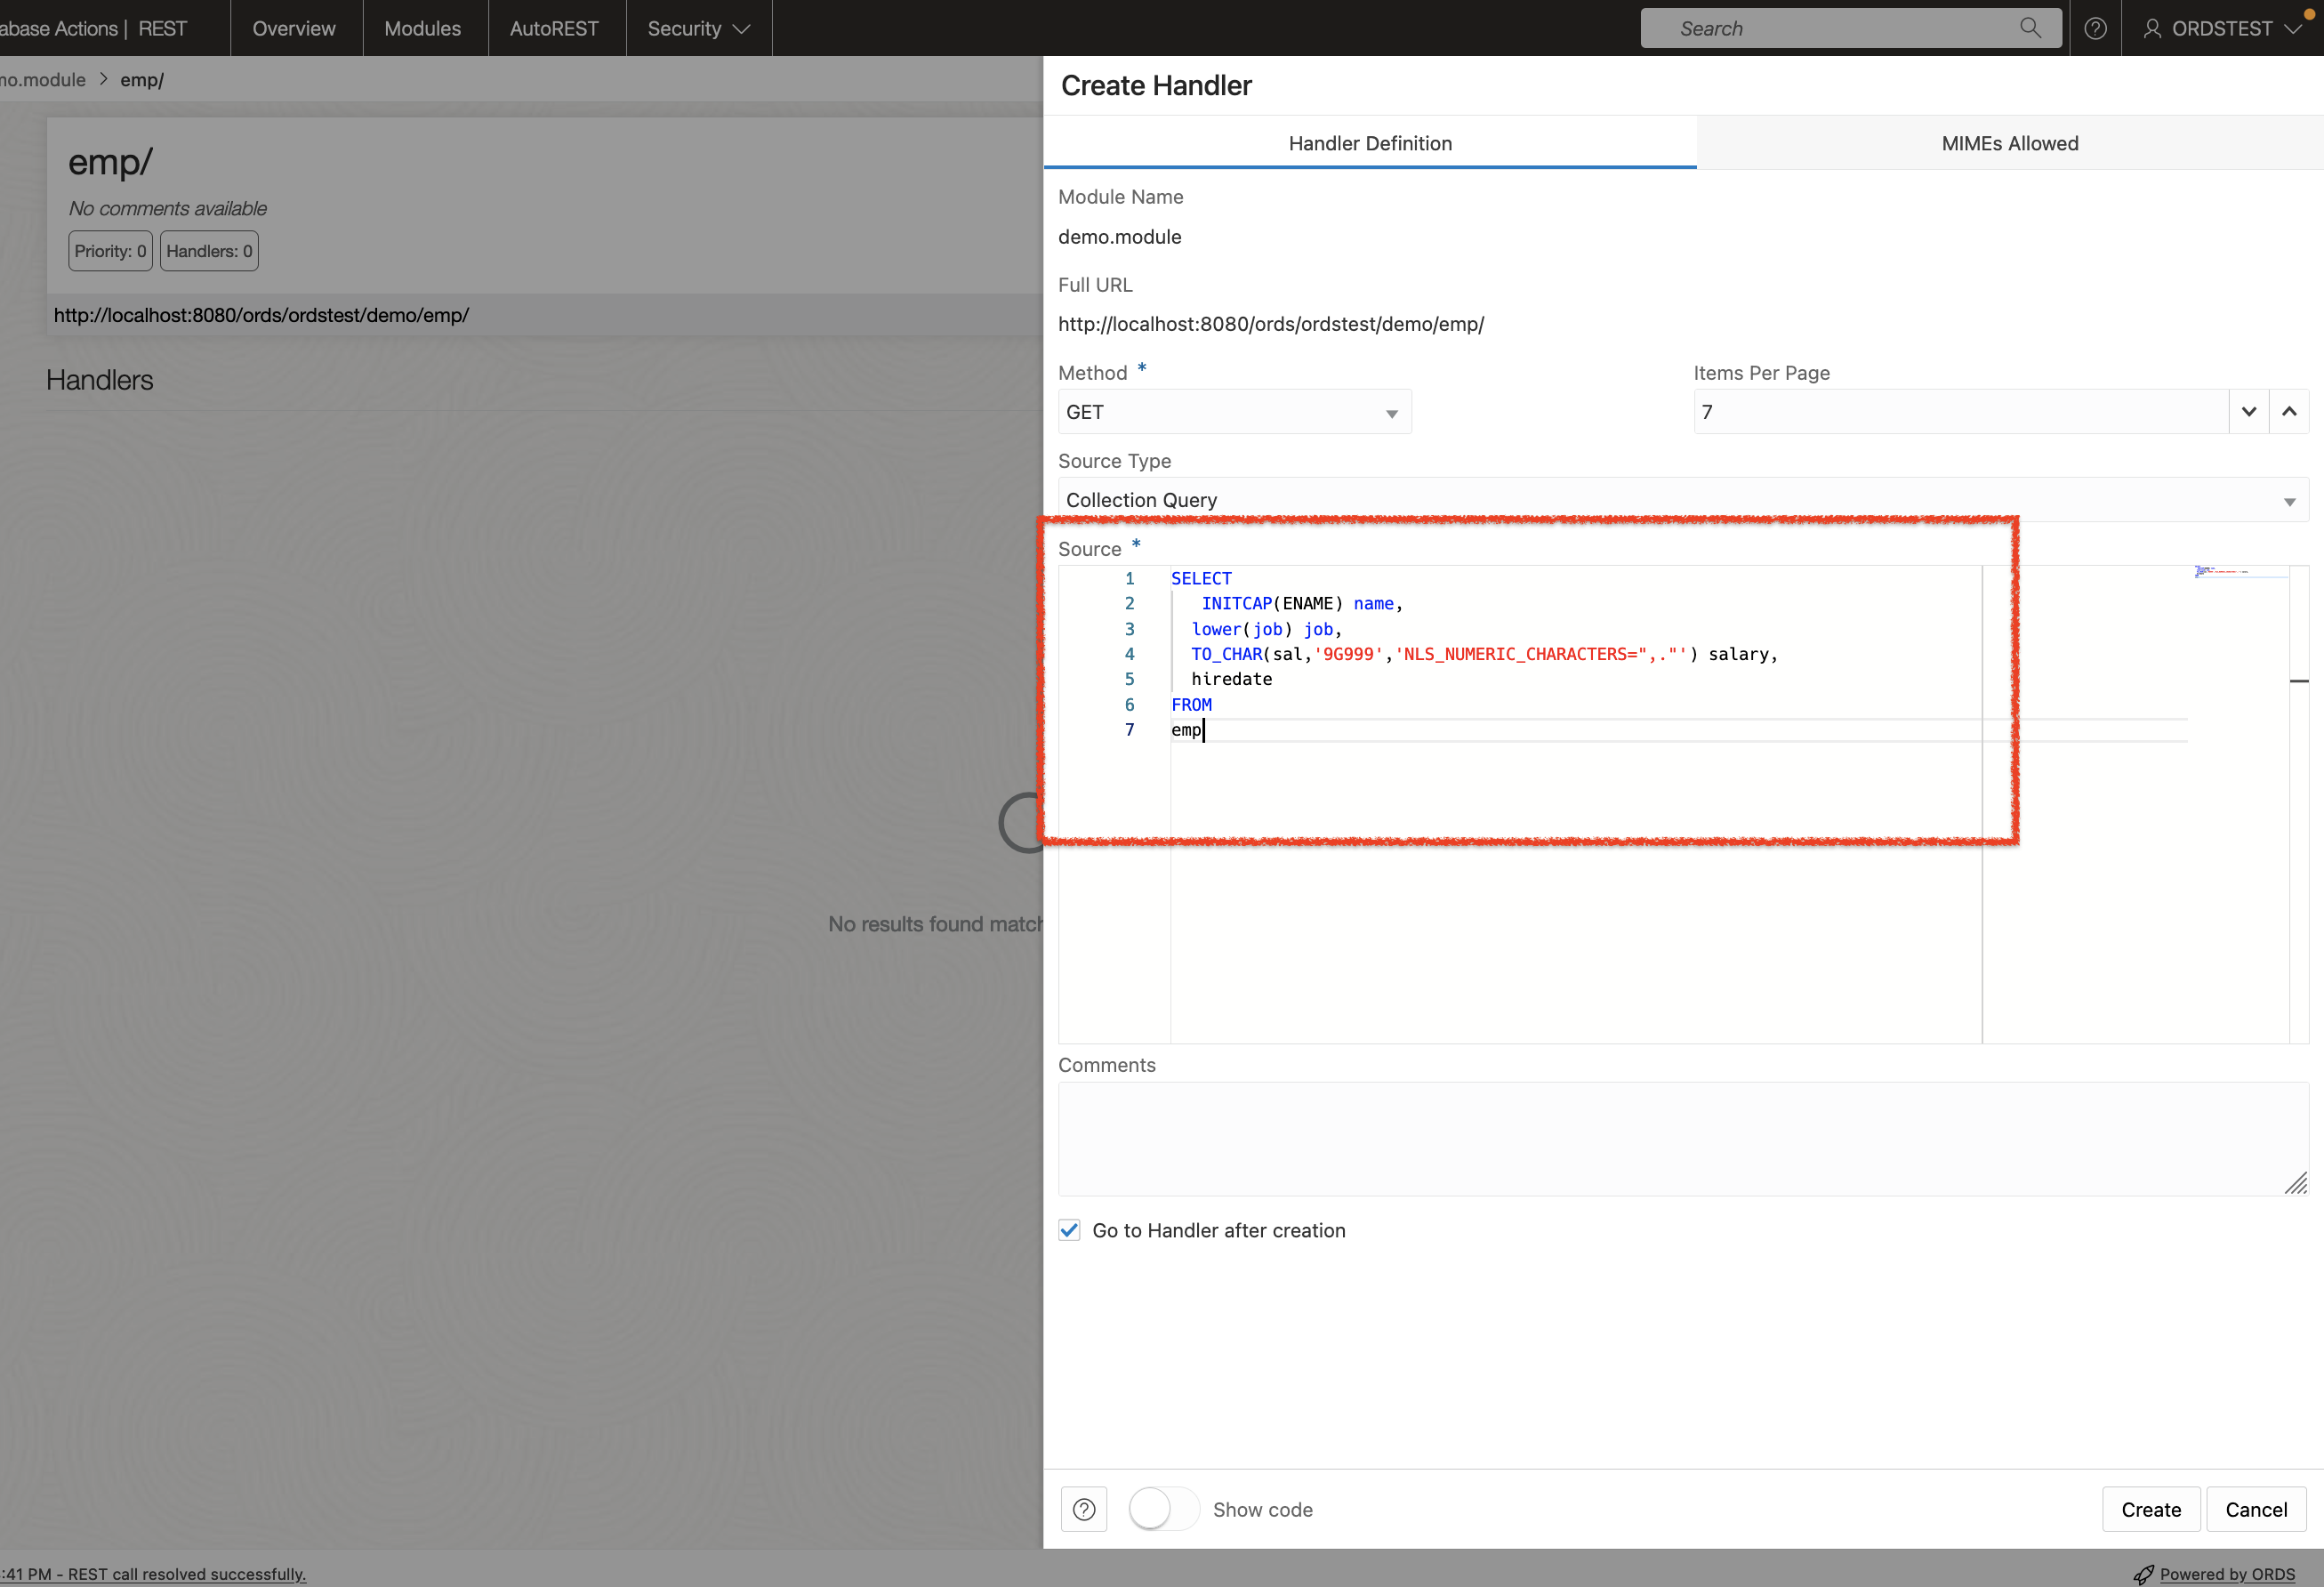 abase Actions | REST Overview Modules AutoREST Security Search ORDSTEST
mo.module > emp/
emp/
No comments available
Priority: 0 Handlers: 0
http://localhost:8080/ords/ordstest/demo/emp/
Handlers
No results found match
Create Handler
Handler Definition MIMEs Allowed
Module Name
demo.module
Full URL
http://localhost:8080/ords/ordstest/demo/emp/
Method * Items Per Page
GET 7
Source Type
Collection Query
Source *
1 SELECT
2 INITCAP(ENAME) name,
3 lower(job) job,
4 TO_CHAR(sal,'9G999','NLS_NUMERIC_CHARACTERS=",."') salary,
5 hiredate
6 FROM
7 emp
Comments
Go to Handler after creation
Show code Create Cancel
:41 PM - REST call resolved successfully. Powered by ORDS